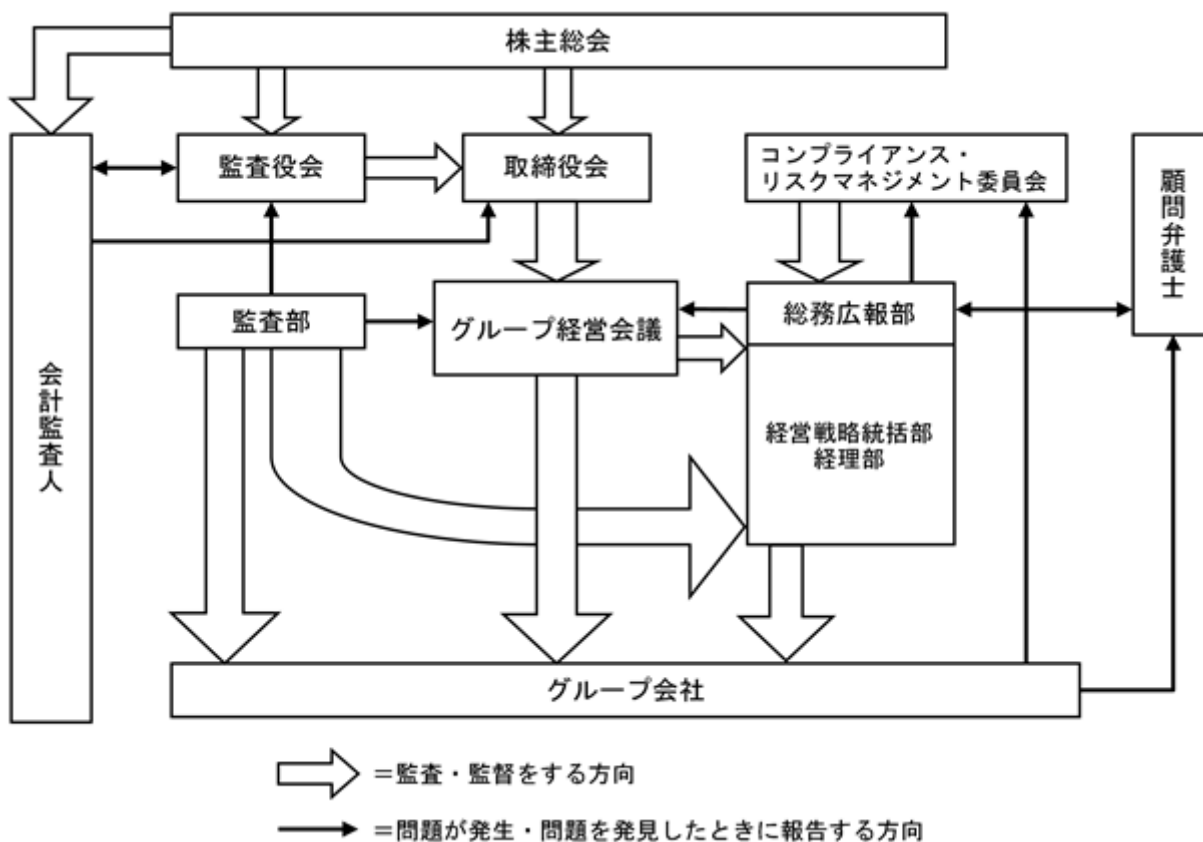 株主総会
監査役会
取締役会
コンプライアンス・
リスクマネジメント委員会
顧問弁護士
監査部
グループ経営会議
総務広報部
会計監査人
経営戦略統括部
経理部
グループ会社
＝監査・監督をする方向
＝問題が発生・問題を発見したときに報告する方向